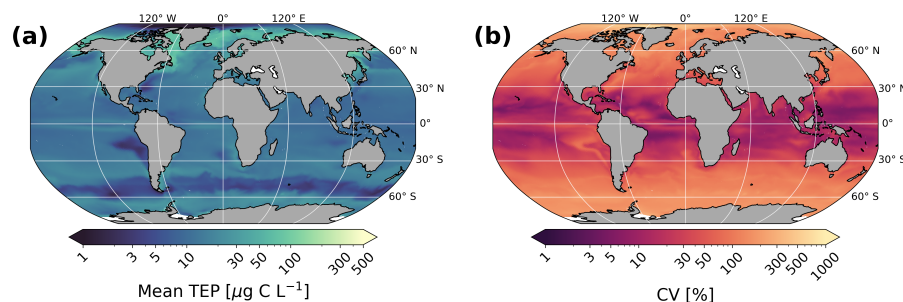 (a)
120° W 0° 120° E
60° N
30° N
0°
30° S
60° S
1 3 5 10 30 50 100 300 500
Mean TEP [μg C L⁻¹]
(b)
120° W 0° 120° E
60° N
30° N
0°
30° S
60° S
1 3 5 10 30 50 100 300 500 1000
CV [%]